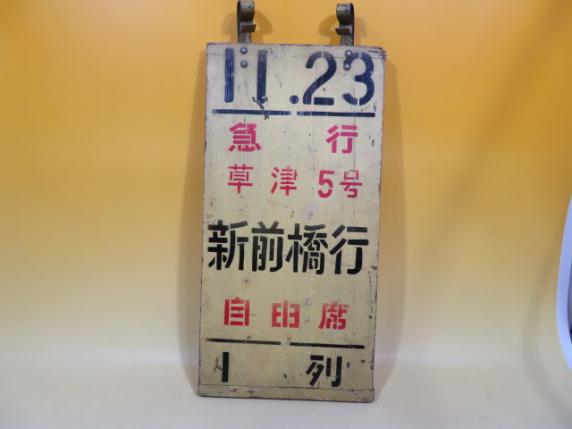 11.23
急行
草津5号
新前橋行
自由席
1列